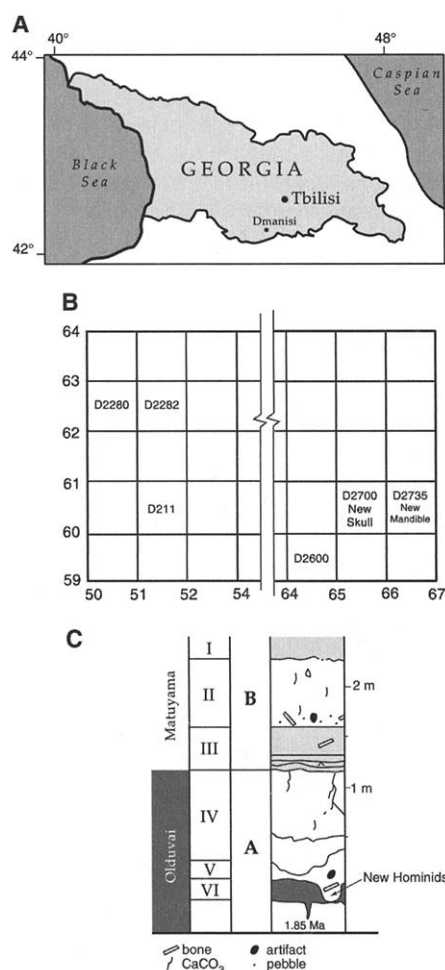 A
40°
48°
44°
Caspian
Sea
Black
Sea
GEORGIA
Tbilisi
Dmanisi
42°
B
64
63
D2280 D2282
62
61
D211
D2700
New
Skull
D2735
New
Mandible
60
D2600
59
50 51 52 54 64 65 66 67
C
Matuyama
I
II
B
2 m
III
1 m
Olduvai
IV
A
V
VI
New Hominids
1.85 Ma
bone artifact
CaCO3 pebble